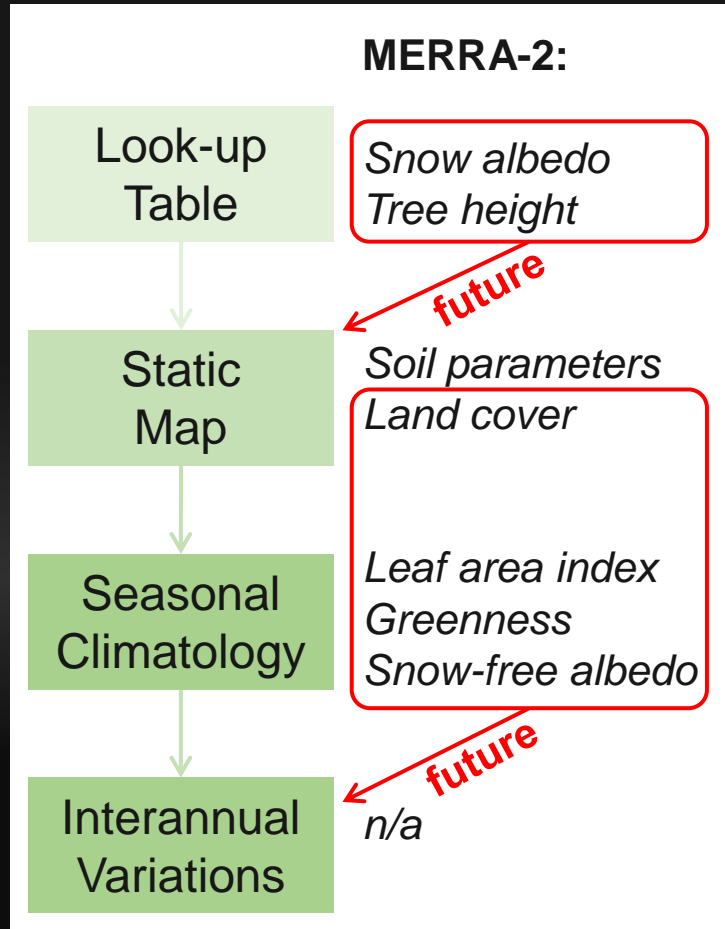 MERRA-2:
Look-up
Table
Snow albedo
Tree height
future
Static
Map
Soil parameters
Land cover
Seasonal
Climatology
Leaf area index
Greenness
Snow-free albedo
future
Interannual
Variations
n/a